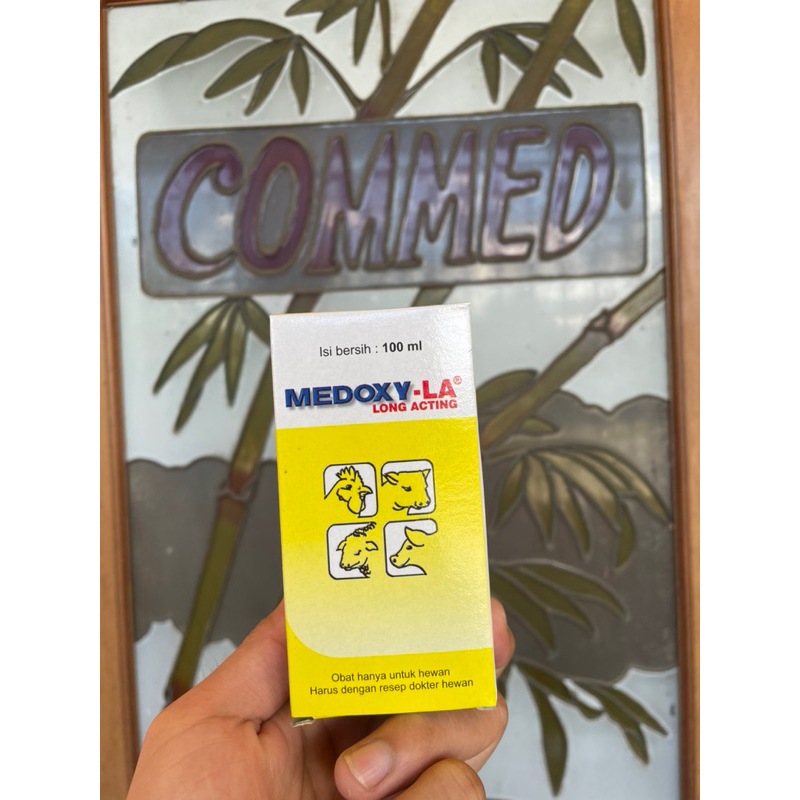 COMMED
Isi bersih : 100 ml
MEDOXY-LA®
LONG ACTING
Obat hanya untuk hewan
Harus dengan resep dokter hewan